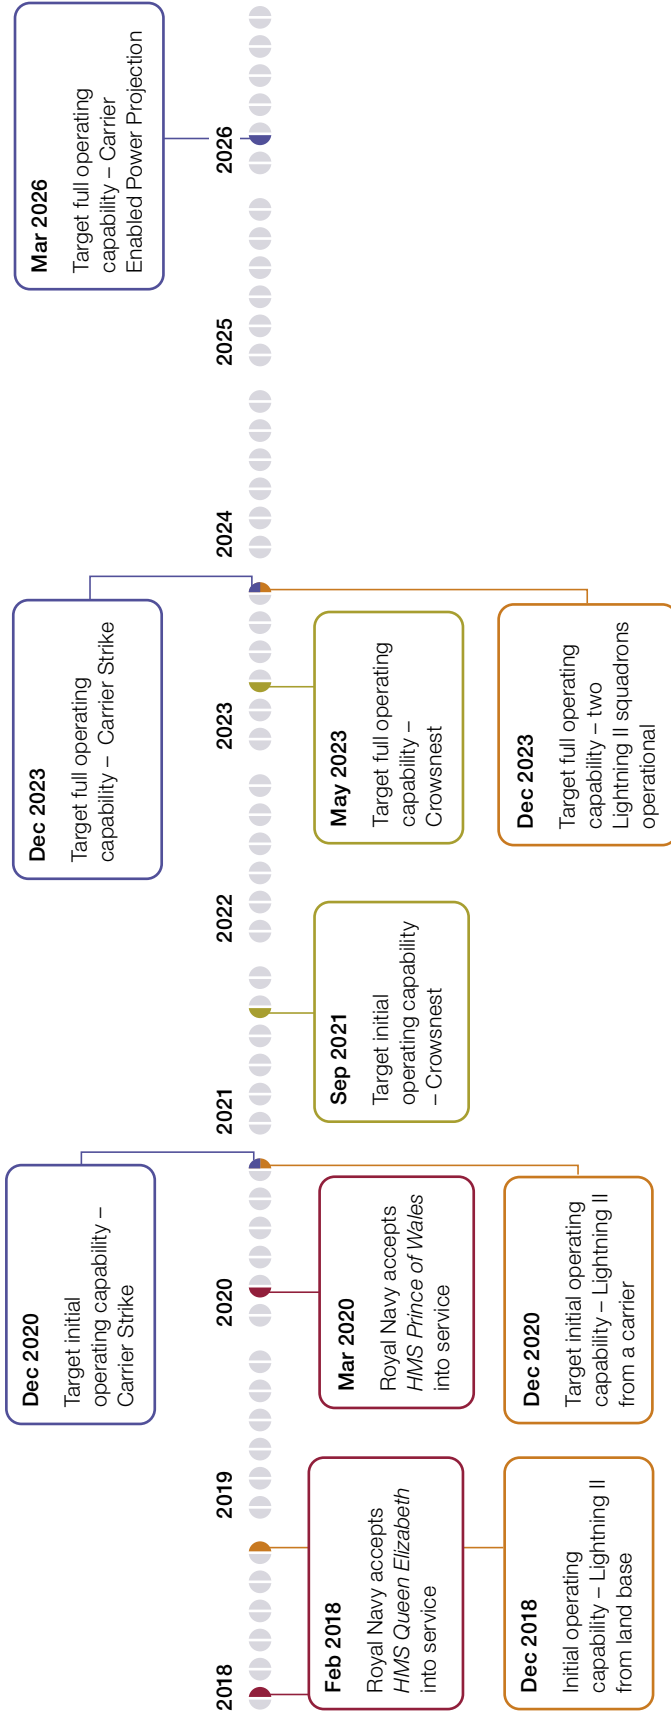 Dec 2020
Target initial
operating capability –
Carrier Strike
Dec 2023
Target full operating
capability – Carrier Strike
Mar 2026
Target full operating
capability – Carrier
Enabled Power Projection
2018
2019
2020
2021
2022
2023
2024
2025
2026
Feb 2018
Royal Navy accepts
HMS Queen Elizabeth
into service
Mar 2020
Royal Navy accepts
HMS Prince of Wales
into service
Sep 2021
Target initial
operating capability
– Crowsnest
May 2023
Target full operating
capability –
Crowsnest
Dec 2018
Initial operating
capability – Lightning II
from land base
Dec 2020
Target initial operating
capability – Lightning II
from a carrier
Dec 2023
Target full operating
capability – two
Lightning II squadrons
operational